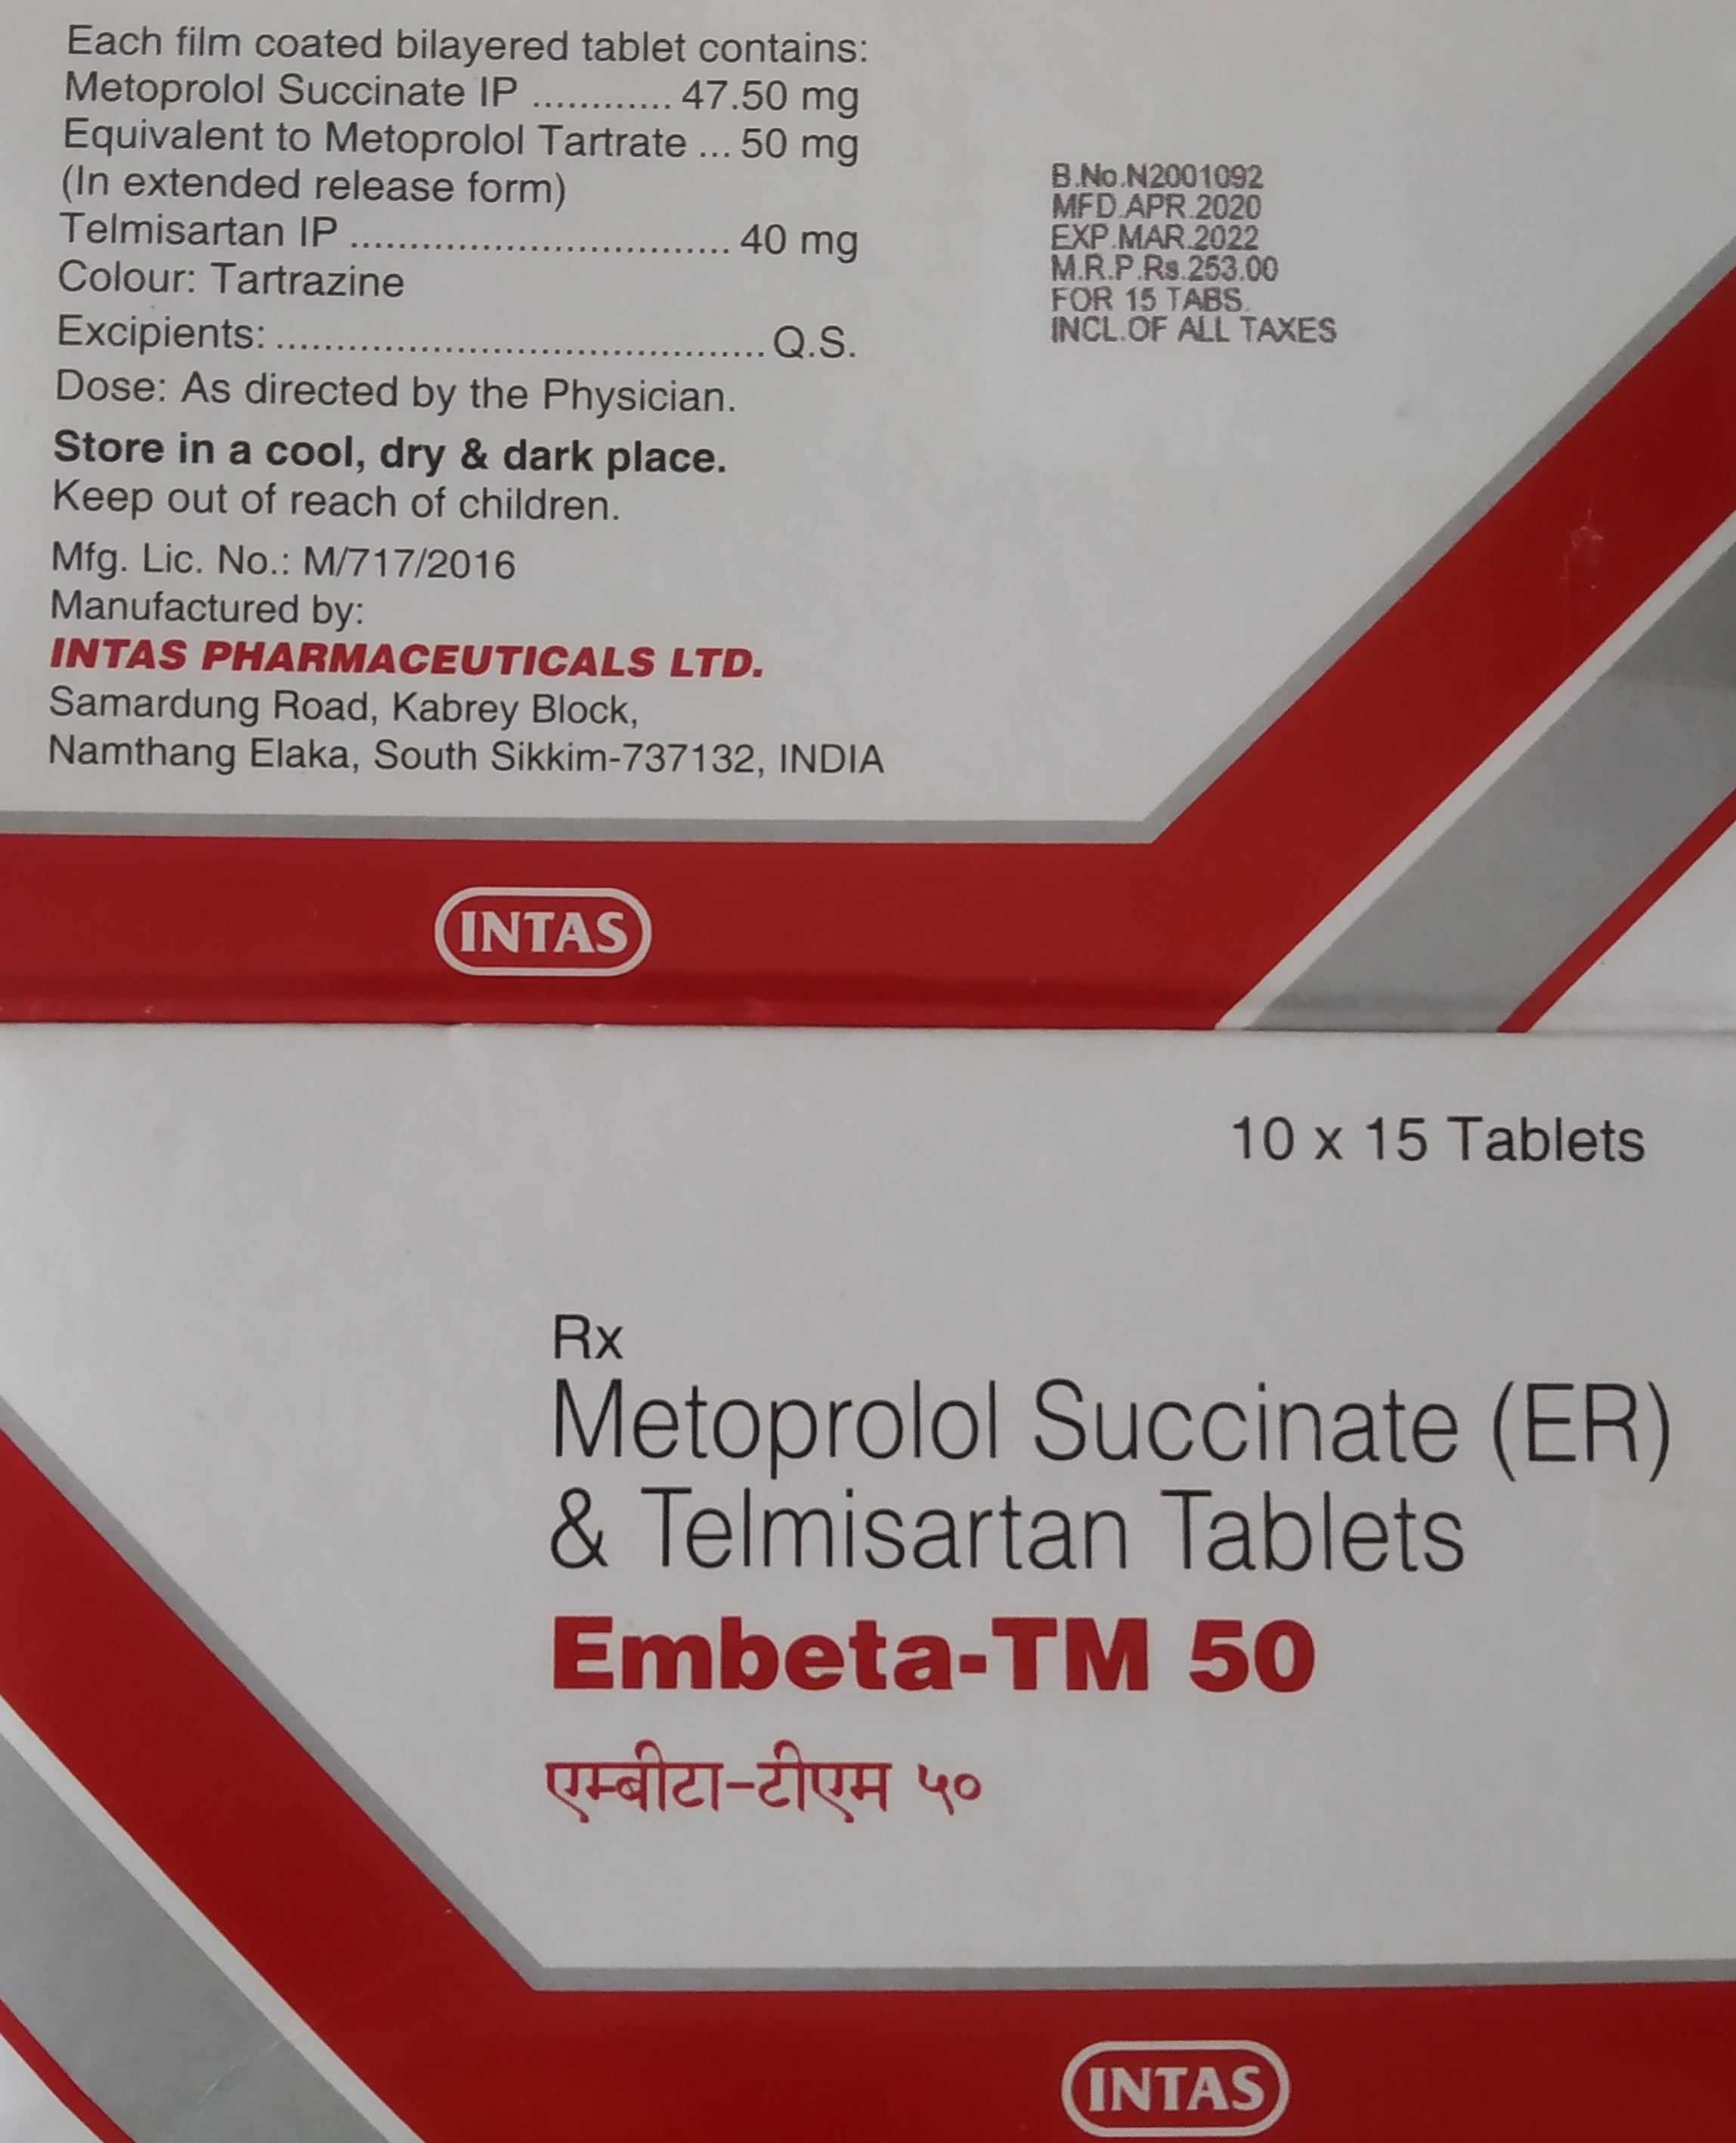 Each film coated bilayered tablet contains:
Metoprolol Succinate IP ............ 47.50 mg
Equivalent to Metoprolol Tartrate ... 50 mg
(In extended release form)
Telmisartan IP ................................ 40 mg
Colour: Tartrazine
Excipients: ......................................... Q.S.
Dose: As directed by the Physician.
Store in a cool, dry & dark place.
Keep out of reach of children.
Mfg. Lic. No.: M/717/2016
Manufactured by:
INTAS PHARMACEUTICALS LTD.
Samardung Road, Kabrey Block,
Namthang Elaka, South Sikkim-737132, INDIA
B.No.N2001092
MFD.APR.2020
EXP.MAR.2022
M.R.P.Rs.253.00
FOR 15 TABS.
INCL.OF ALL TAXES
INTAS
10 x 15 Tablets
Rx
Metoprolol Succinate (ER)
& Telmisartan Tablets
Embeta-TM 50
एम्बीटा-टीएम ५०
INTAS